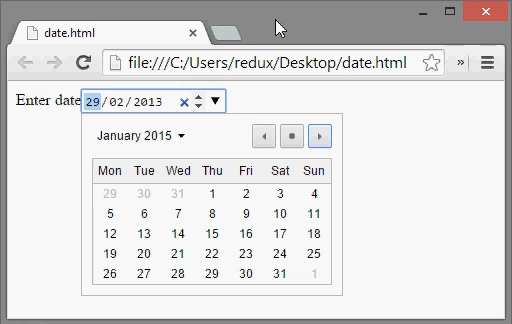 date.html
file:///C:/Users/redux/Desktop/date.html
Enter date 29/02/2013
January 2015
Mon Tue Wed Thu Fri Sat Sun
29 30 31 1 2 3 4
5 6 7 8 9 10 11
12 13 14 15 16 17 18
19 20 21 22 23 24 25
26 27 28 29 30 31 1